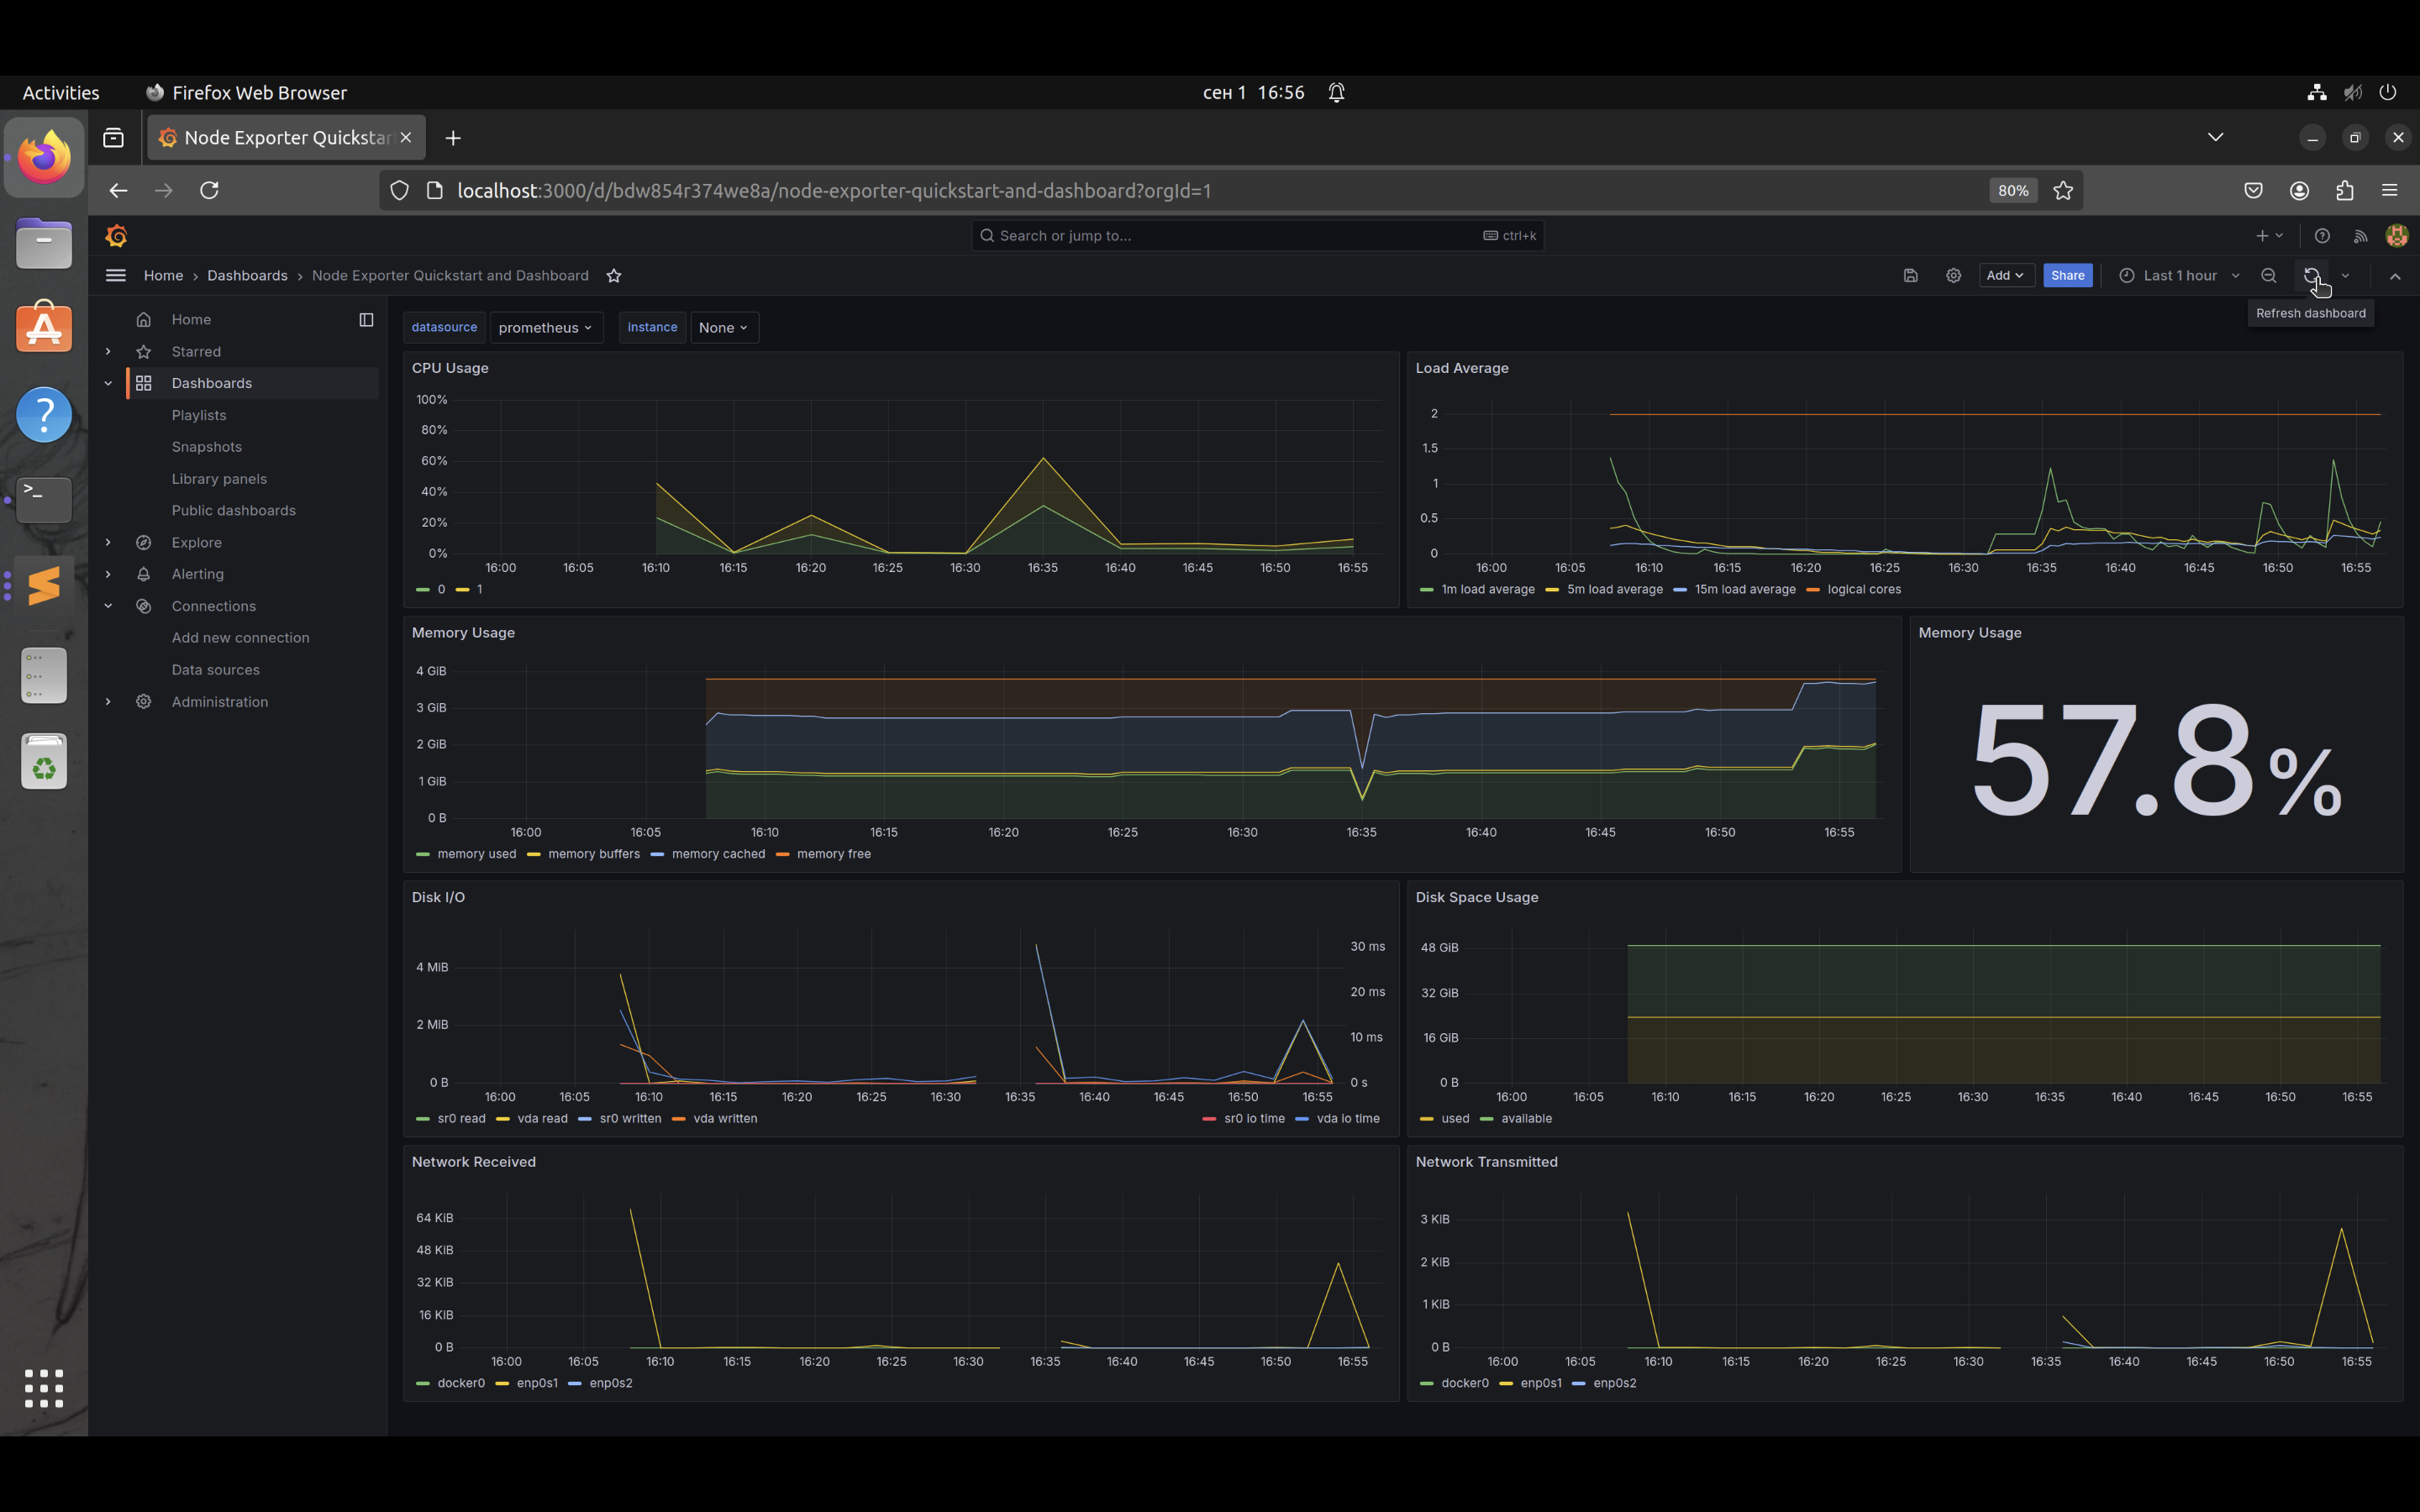 Activities Firefox Web Browser сен 1 16:56
Node Exporter Quickstar
localhost:3000/d/bdw854r374we8a/node-exporter-quickstart-and-dashboard?orgId=1 80%
Search or jump to... ctrl+k
Home › Dashboards › Node Exporter Quickstart and Dashboard Add Share Last 1 hour
Refresh dashboard
Home
Starred
Dashboards
Playlists
Snapshots
Library panels
Public dashboards
Explore
Alerting
Connections
Add new connection
Data sources
Administration
datasource prometheus instance None
CPU Usage
100%
80%
60%
40%
20%
0%
16:00 16:05 16:10 16:15 16:20 16:25 16:30 16:35 16:40 16:45 16:50 16:55
0 1
Load Average
2
1.5
1
0.5
0
16:00 16:05 16:10 16:15 16:20 16:25 16:30 16:35 16:40 16:45 16:50 16:55
1m load average 5m load average 15m load average logical cores
Memory Usage
4 GiB
3 GiB
2 GiB
1 GiB
0 B
16:00 16:05 16:10 16:15 16:20 16:25 16:30 16:35 16:40 16:45 16:50 16:55
memory used memory buffers memory cached memory free
Memory Usage
57.8%
Disk I/O
4 MiB
2 MiB
0 B
30 ms
20 ms
10 ms
0 s
16:00 16:05 16:10 16:15 16:20 16:25 16:30 16:35 16:40 16:45 16:50 16:55
sr0 read vda read sr0 written vda written sr0 io time vda io time
Disk Space Usage
48 GiB
32 GiB
16 GiB
0 B
16:00 16:05 16:10 16:15 16:20 16:25 16:30 16:35 16:40 16:45 16:50 16:55
used available
Network Received
64 KiB
48 KiB
32 KiB
16 KiB
0 B
16:00 16:05 16:10 16:15 16:20 16:25 16:30 16:35 16:40 16:45 16:50 16:55
docker0 enp0s1 enp0s2
Network Transmitted
3 KiB
2 KiB
1 KiB
0 B
16:00 16:05 16:10 16:15 16:20 16:25 16:30 16:35 16:40 16:45 16:50 16:55
docker0 enp0s1 enp0s2